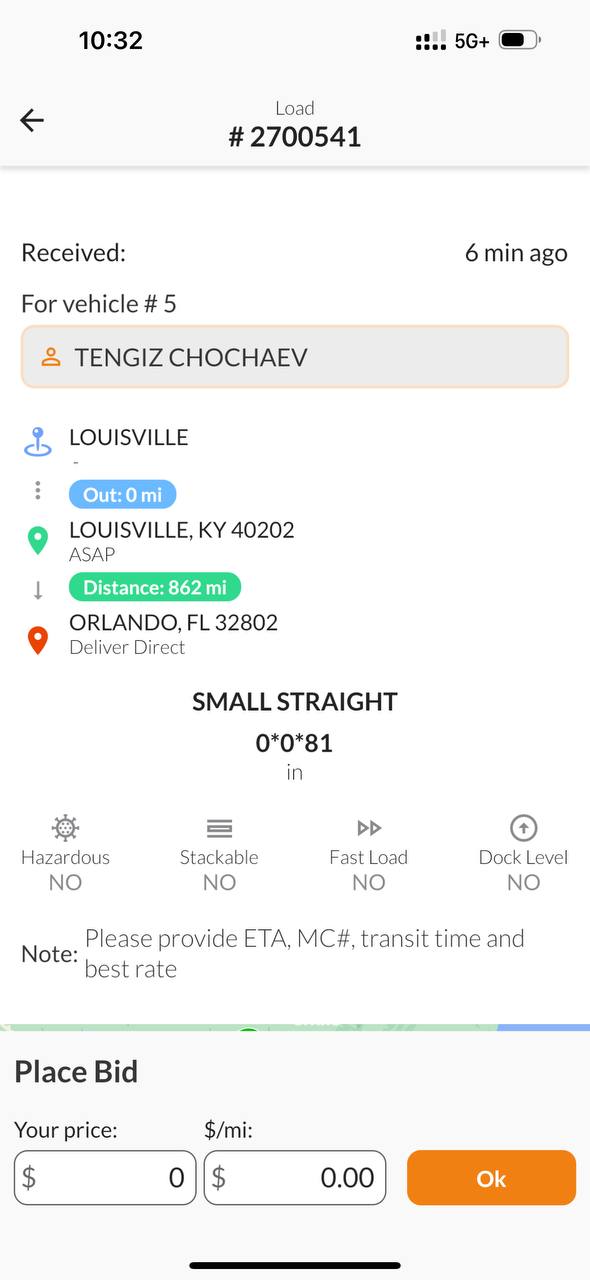 10:32
5G+
Load
# 2700541
Received:
6 min ago
For vehicle # 5
TENGIZ CHOCHAEV
LOUISVILLE
-
Out: 0 mi
LOUISVILLE, KY 40202
ASAP
Distance: 862 mi
ORLANDO, FL 32802
Deliver Direct
SMALL STRAIGHT
0*0*81
in
Hazardous
NO
Stackable
NO
Fast Load
NO
Dock Level
NO
Note: Please provide ETA, MC#, transit time and
best rate
Place Bid
Your price:
$/mi:
$ 0
$ 0.00
Ok